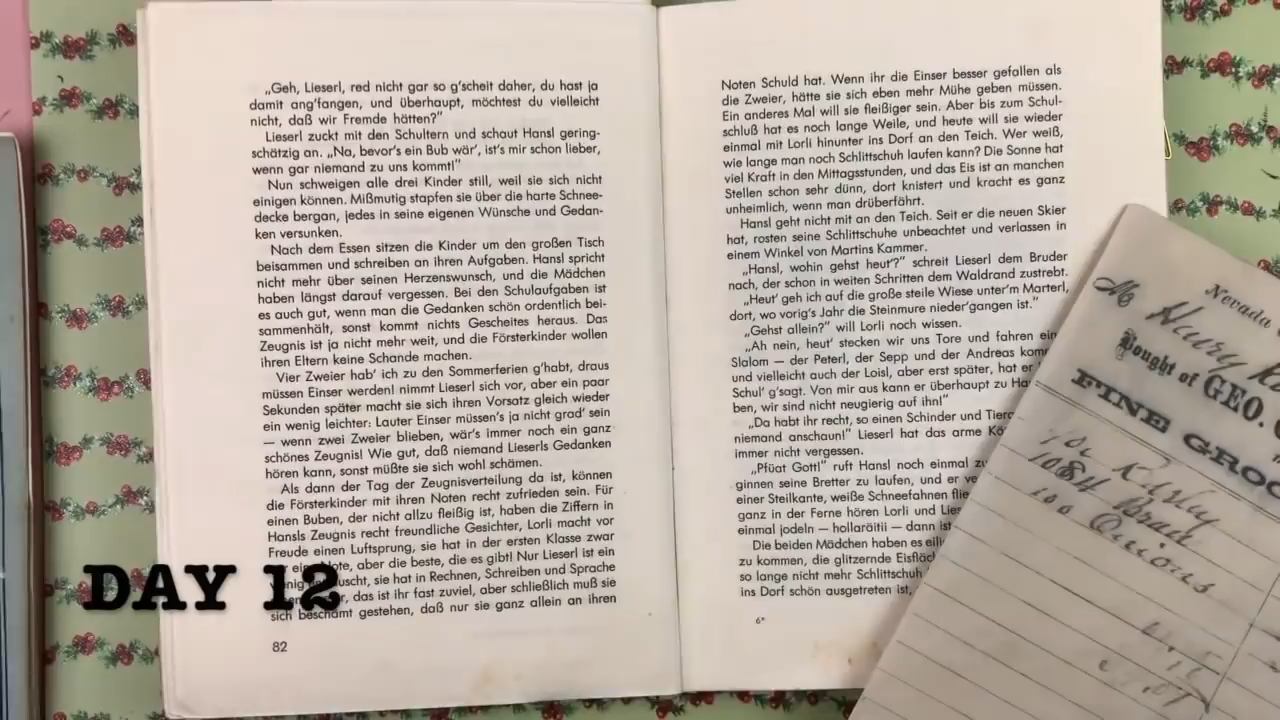 „Geh, Lieserl, red nicht gar so g'scheit daher, du hast ja
damit ang'fangen, und überhaupt, möchtest du vielleicht
nicht, daß wir Fremde hätten?"
Lieserl zuckt mit den Schultern und schaut Hansl gering-
schätzig an. „Na, bevor's ein Bub wär', ist's mir schon lieber,
wenn gar niemand zu uns kommt!"
Nun schweigen alle drei Kinder still, weil sie sich nicht
einigen können. Mißmutig stapfen sie über die harte Schnee-
decke bergan, jedes in seine eigenen Wünsche und Gedan-
ken versunken.
Nach dem Essen sitzen die Kinder um den großen Tisch
beisammen und schreiben an ihren Aufgaben. Hansl spricht
nicht mehr über seinen Herzenswunsch, und die Mädchen
haben längst darauf vergessen. Bei den Schulaufgaben ist
es auch gut, wenn man die Gedanken schön ordentlich bei-
sammenhält, sonst kommt nichts Gescheites heraus. Das
Zeugnis ist ja nicht mehr weit, und die Försterkinder wollen
ihren Eltern keine Schande machen.
Vier Zweier hab' ich zu den Sommerferien g'habt, draus
müssen Einser werden! nimmt Lieserl sich vor, aber ein paar
Sekunden später macht sie sich ihren Vorsatz gleich wieder
ein wenig leichter: Lauter Einser müssen's ja nicht grad' sein
— wenn zwei Zweier blieben, wär's immer noch ein ganz
schönes Zeugnis! Wie gut, daß niemand Lieserls Gedanken
hören kann, sonst müßte sie sich wohl schämen.
Als dann der Tag der Zeugnisverteilung da ist, können
die Försterkinder mit ihren Noten recht zufrieden sein. Für
einen Buben, der nicht allzu fleißig ist, haben die Ziffern in
Hansls Zeugnis recht freundliche Gesichter, Lorli macht vor
Freude einen Luftsprung, sie hat in der ersten Klasse zwar
eine Note, aber die beste, die es gibt! Nur Lieserl ist ein
wenig sie hat in Rechnen, Schreiben und Sprache
das ist ihr fast zuviel, aber schließlich muß sie
sich beschämt gestehen, daß nur sie ganz allein an ihren
82
DAY 12
Noten Schuld hat. Wenn ihr die Einser besser gefallen als
die Zweier, hätte sie sich eben mehr Mühe geben müssen.
Ein anderes Mal will sie fleißiger sein. Aber bis zum Schul-
schluß hat es noch lange Weile, und heute will sie wieder
einmal mit Lorli hinunter ins Dorf an den Teich. Wer weiß,
wie lange man noch Schlittschuh laufen kann? Die Sonne hat
viel Kraft in den Mittagsstunden, und das Eis ist an manchen
Stellen schon sehr dünn, dort knistert und kracht es ganz
unheimlich, wenn man drüberfährt.
Hansl geht nicht mit an den Teich. Seit er die neuen Skier
hat, rosten seine Schlittschuhe unbeachtet und verlassen in
einem Winkel von Martins Kammer.
„Hansl, wohin gehst heut'?" schreit Lieserl dem Bruder
nach, der schon in weiten Schritten dem Waldrand zustrebt.
„Heut' geh ich auf die große steile Wiese unter'm Marterl,
dort, wo vorig's Jahr die Steinmure nieder'gangen ist."
„Gehst allein?" will Lorli noch wissen.
„Ah nein, heut' stecken wir uns Tore und fahren ein
Slalom — der Peterl, der Sepp und der Andreas kom
und vielleicht auch der Loisl, aber erst später, hat er
Schul' g'sagt. Von mir aus kann er überhaupt zu Ha
ben, wir sind nicht neugierig auf ihn!"
„Da habt ihr recht, so einen Schinder und Tier
niemand anschaun!" Lieserl hat das arme Kö
immer nicht vergessen.
„Pfüat Gott!" ruft Hansl noch einmal zu
ginnen seine Bretter zu laufen, und er ve
einer Steilkante, weiße Schneefahnen flie
ganz in der Ferne hören Lorli und Lies
einmal jodeln — hollaröitii — dann ist
Die beiden Mädchen haben es eili
zu kommen, die glitzernde Eisfläc
so lange nicht mehr Schlittschuh
ins Dorf schön ausgetreten ist,
6*
Nevada
M
Bought of GEO.
FINE GROC